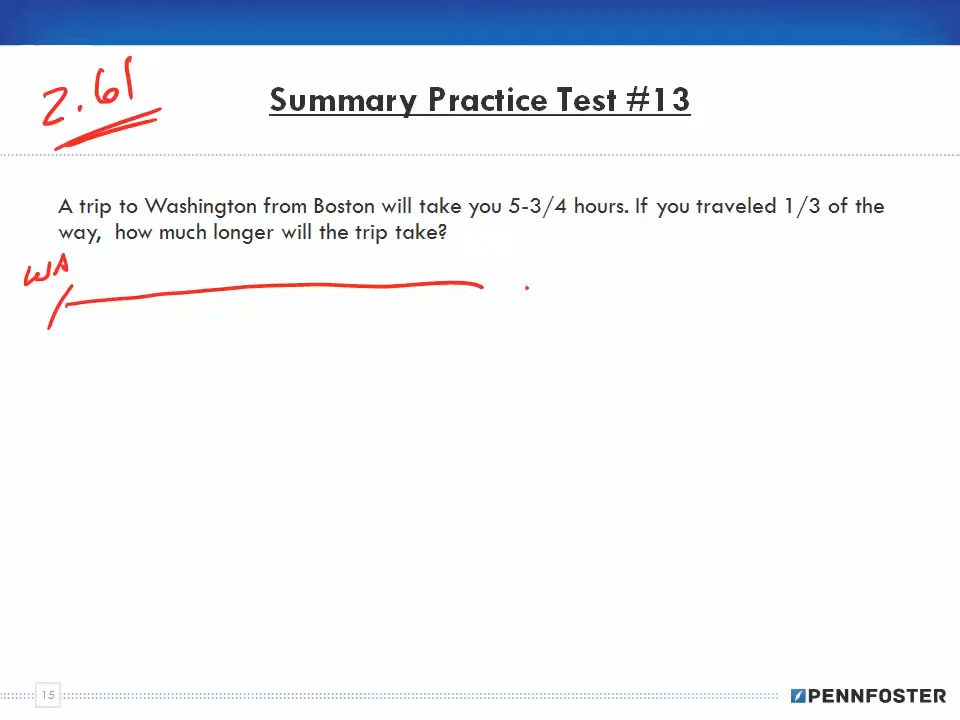 2.61
Summary Practice Test #13
A trip to Washington from Boston will take you 5-3/4 hours. If you traveled 1/3 of the
way,  how much longer will the trip take?
WA
15
PENNFOSTER